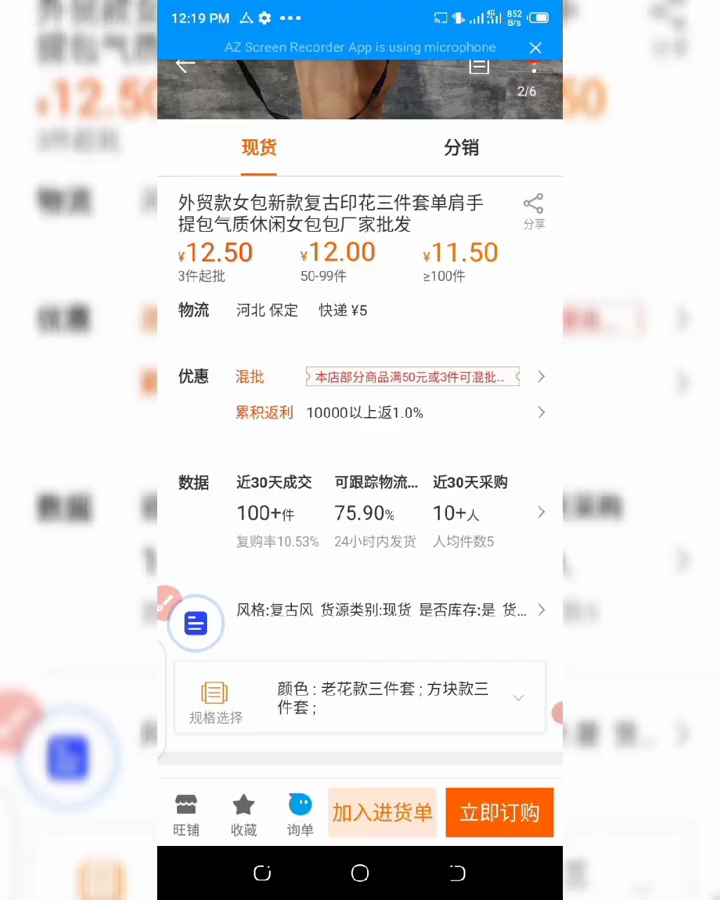 12:19 PM
852 B/s
AZ Screen Recorder App is using microphone
2/6
现货 分销
外贸款女包新款复古印花三件套单肩手
提包气质休闲女包包厂家批发
分享
¥12.50 ¥12.00 ¥11.50
3件起批 50-99件 ≥100件
物流 河北 保定 快递 ¥5
优惠 混批 本店部分商品满50元或3件可混批...
累积返利 10000以上返1.0%
数据 近30天成交 可跟踪物流... 近30天采购
100+件 75.90% 10+人
复购率10.53% 24小时内发货 人均件数5
风格:复古风 货源类别:现货 是否库存:是 货...
颜色 : 老花款三件套 ; 方块款三
件套 ;
规格选择
旺铺 收藏 询单 加入进货单 立即订购